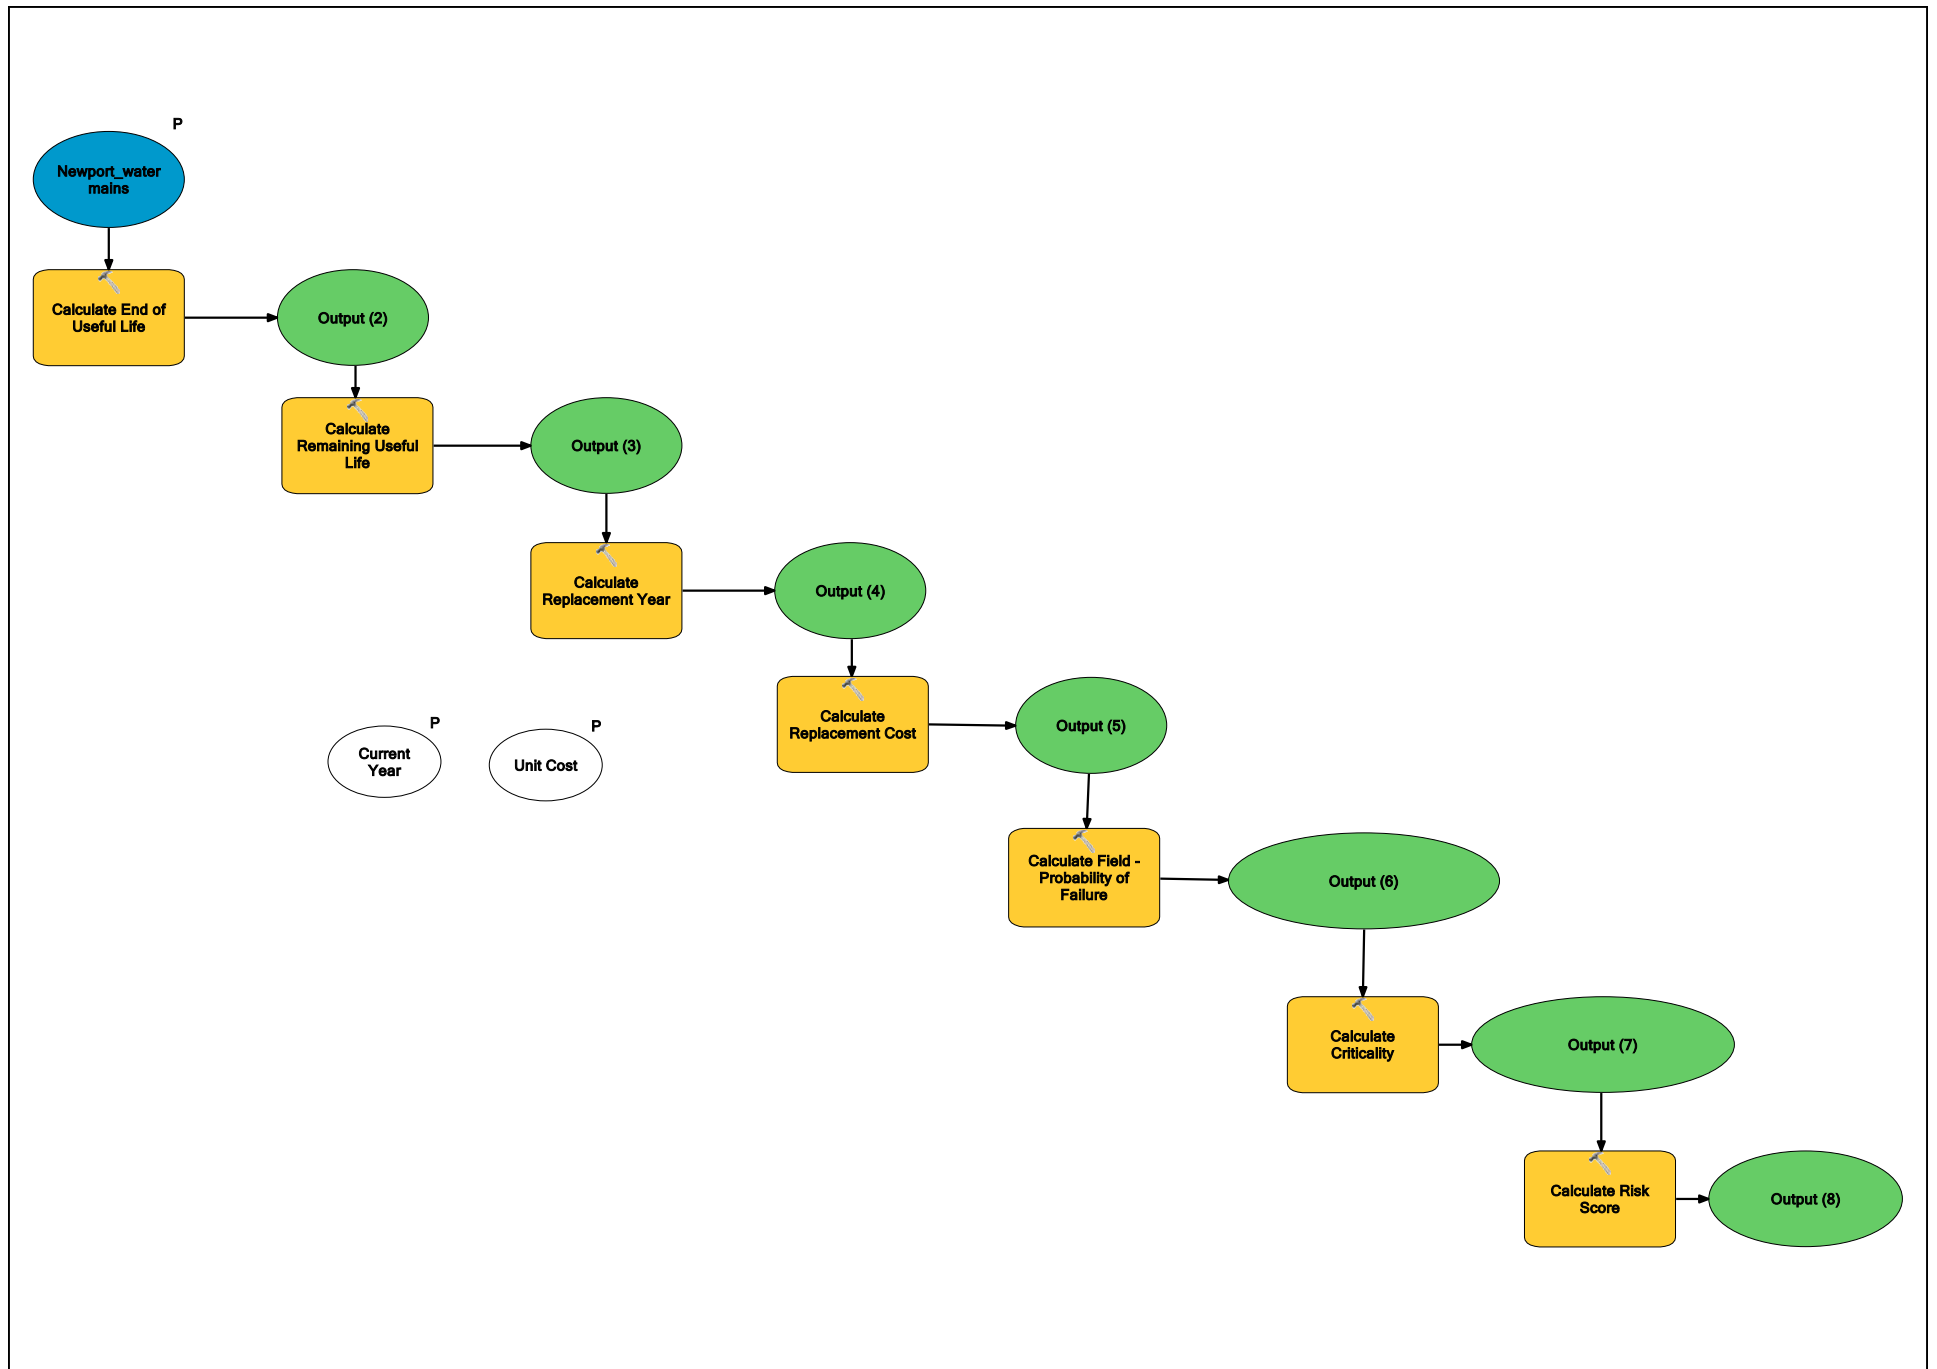 P
Newport_water
mains
Calculate End of
Useful Life
Output (2)
Calculate
Remaining Useful
Life
Output (3)
Calculate
Replacement Year
Output (4)
Calculate
Replacement Cost
Output (5)
P
Current
Year
P
Unit Cost
Calculate Field -
Probability of
Failure
Output (6)
Calculate
Criticality
Output (7)
Calculate Risk
Score
Output (8)